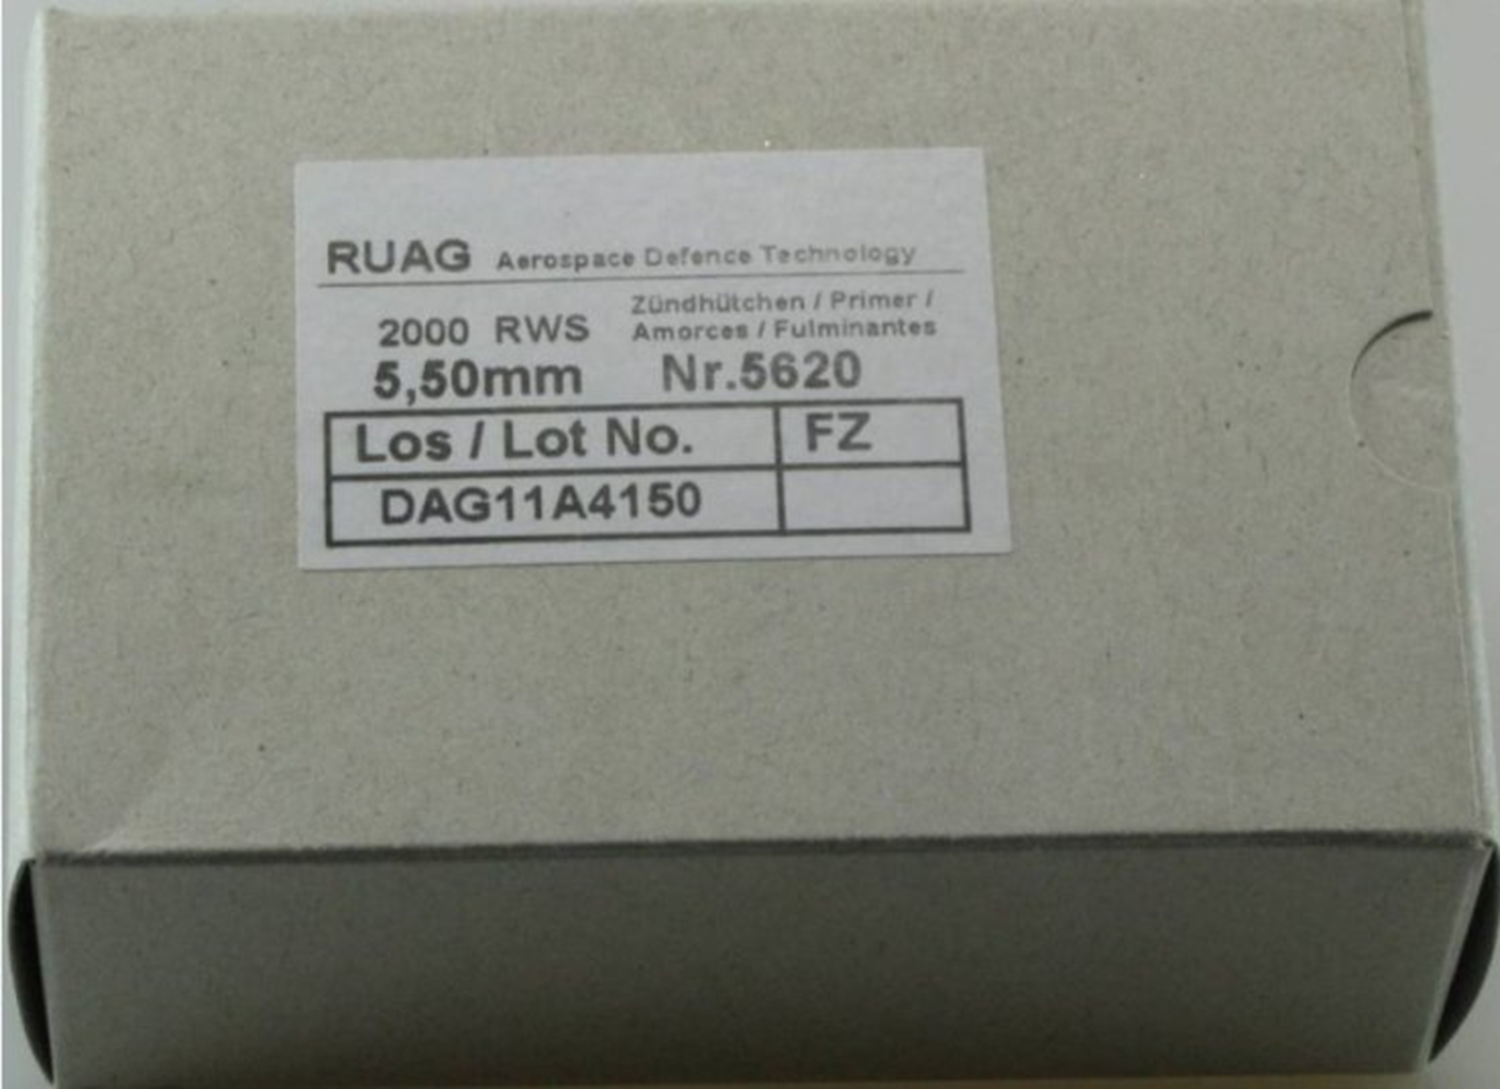 RUAG Aerospace Defence Technology
2000 RWS Zündhütchen / Primer /
Amorces / Fulminantes
5,50mm Nr.5620
Los / Lot No. FZ
DAG11A4150